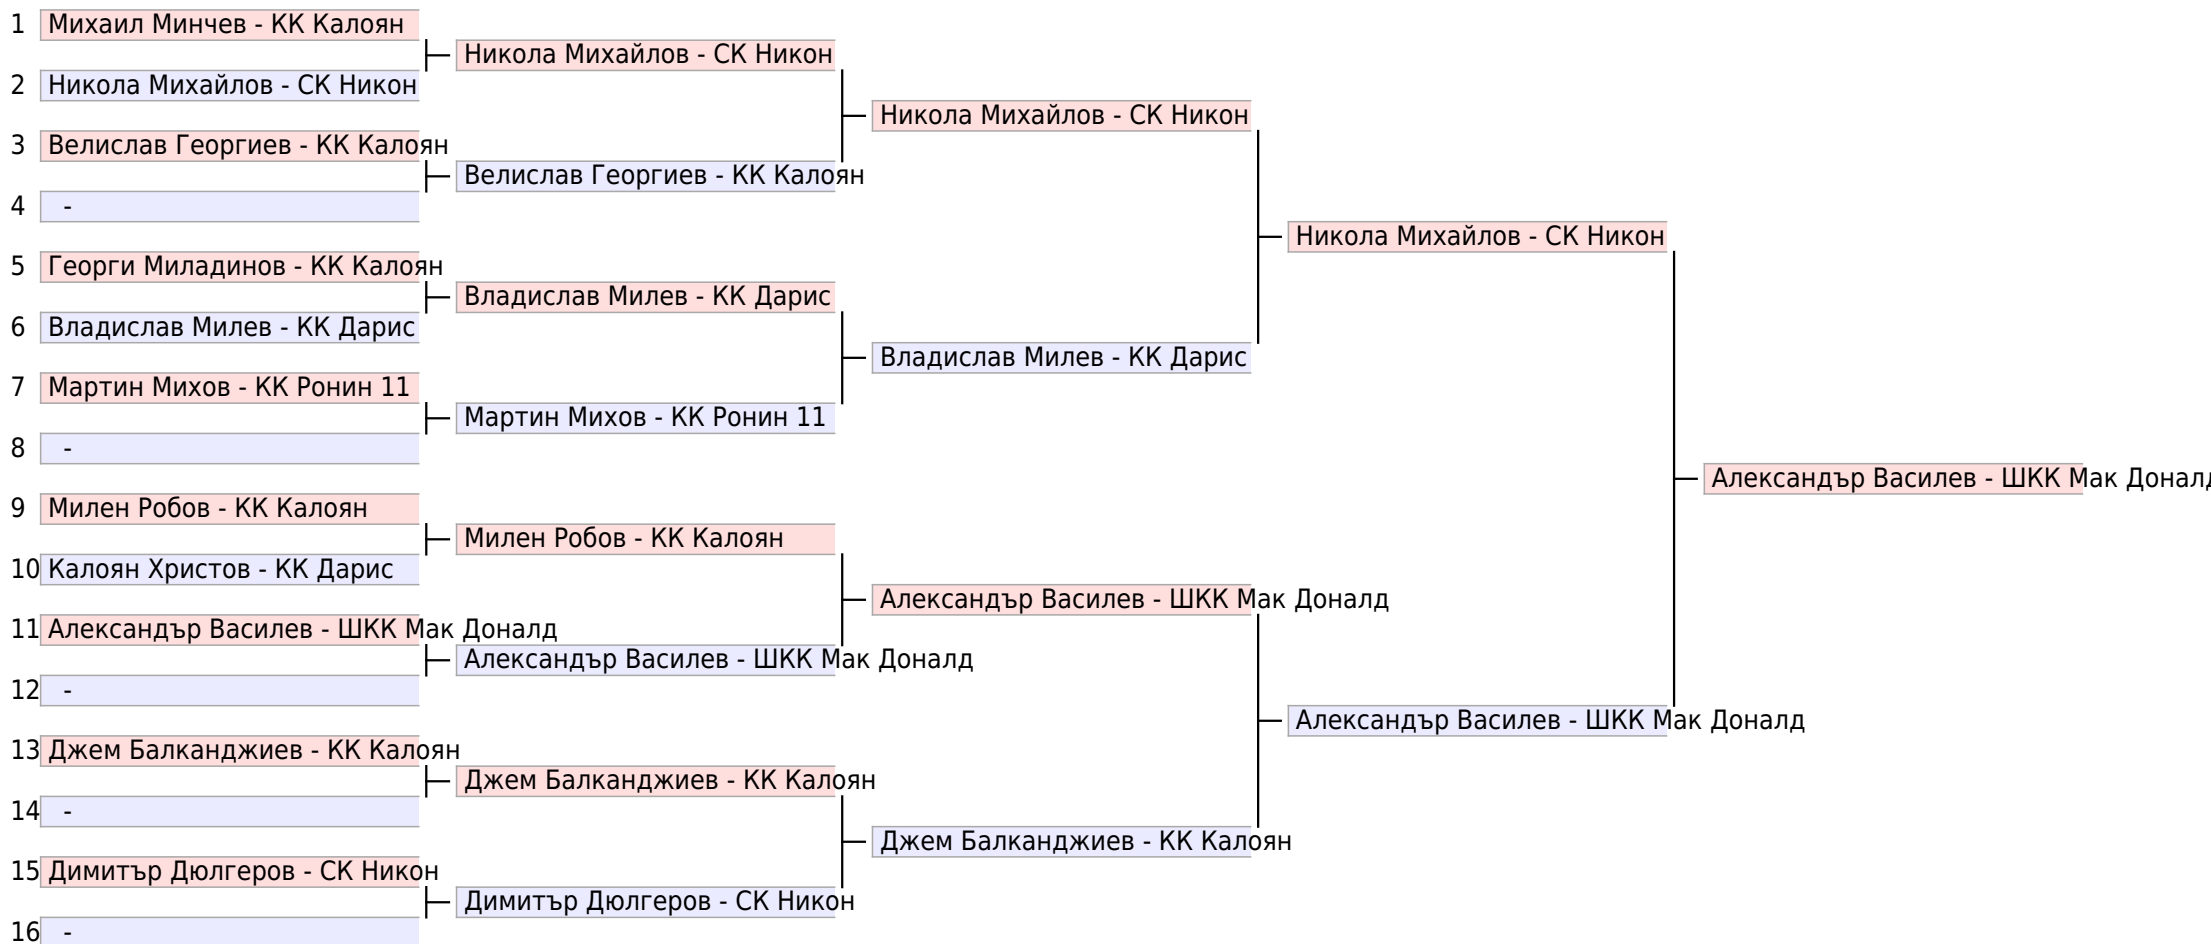 1 Михаил Минчев - КК Калоян
Никола Михайлов - СК Никон
2 Никола Михайлов - СК Никон
Никола Михайлов - СК Никон
3 Велислав Георгиев - КК Калоян
Велислав Георгиев - КК Калоян
4 -
Никола Михайлов - СК Никон
5 Георги Миладинов - КК Калоян
Владислав Милев - КК Дарис
6 Владислав Милев - КК Дарис
Владислав Милев - КК Дарис
7 Мартин Михов - КК Ронин 11
Мартин Михов - КК Ронин 11
8 -
Александър Василев - ШКК Мак Доналд
9 Милен Робов - КК Калоян
Милен Робов - КК Калоян
10 Калоян Христов - КК Дарис
Александър Василев - ШКК Мак Доналд
11 Александър Василев - ШКК Мак Доналд
Александър Василев - ШКК Мак Доналд
12 -
Александър Василев - ШКК Мак Доналд
13 Джем Балканджиев - КК Калоян
Джем Балканджиев - КК Калоян
14 -
Джем Балканджиев - КК Калоян
15 Димитър Дюлгеров - СК Никон
Димитър Дюлгеров - СК Никон
16 -